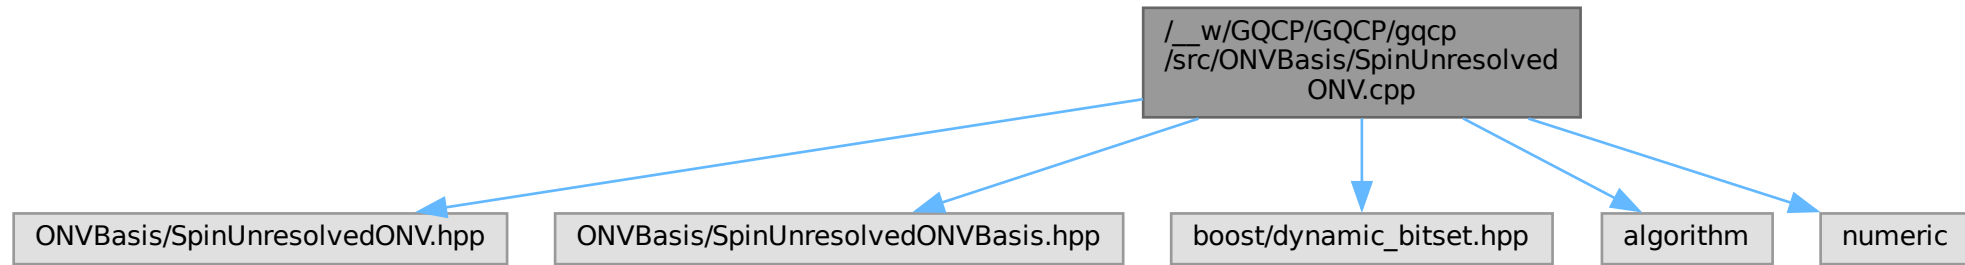 /__w/GQCP/GQCP/gqcp
/src/ONVBasis/SpinUnresolved
ONV.cpp
ONVBasis/SpinUnresolvedONV.hpp
ONVBasis/SpinUnresolvedONVBasis.hpp
boost/dynamic_bitset.hpp
algorithm
numeric